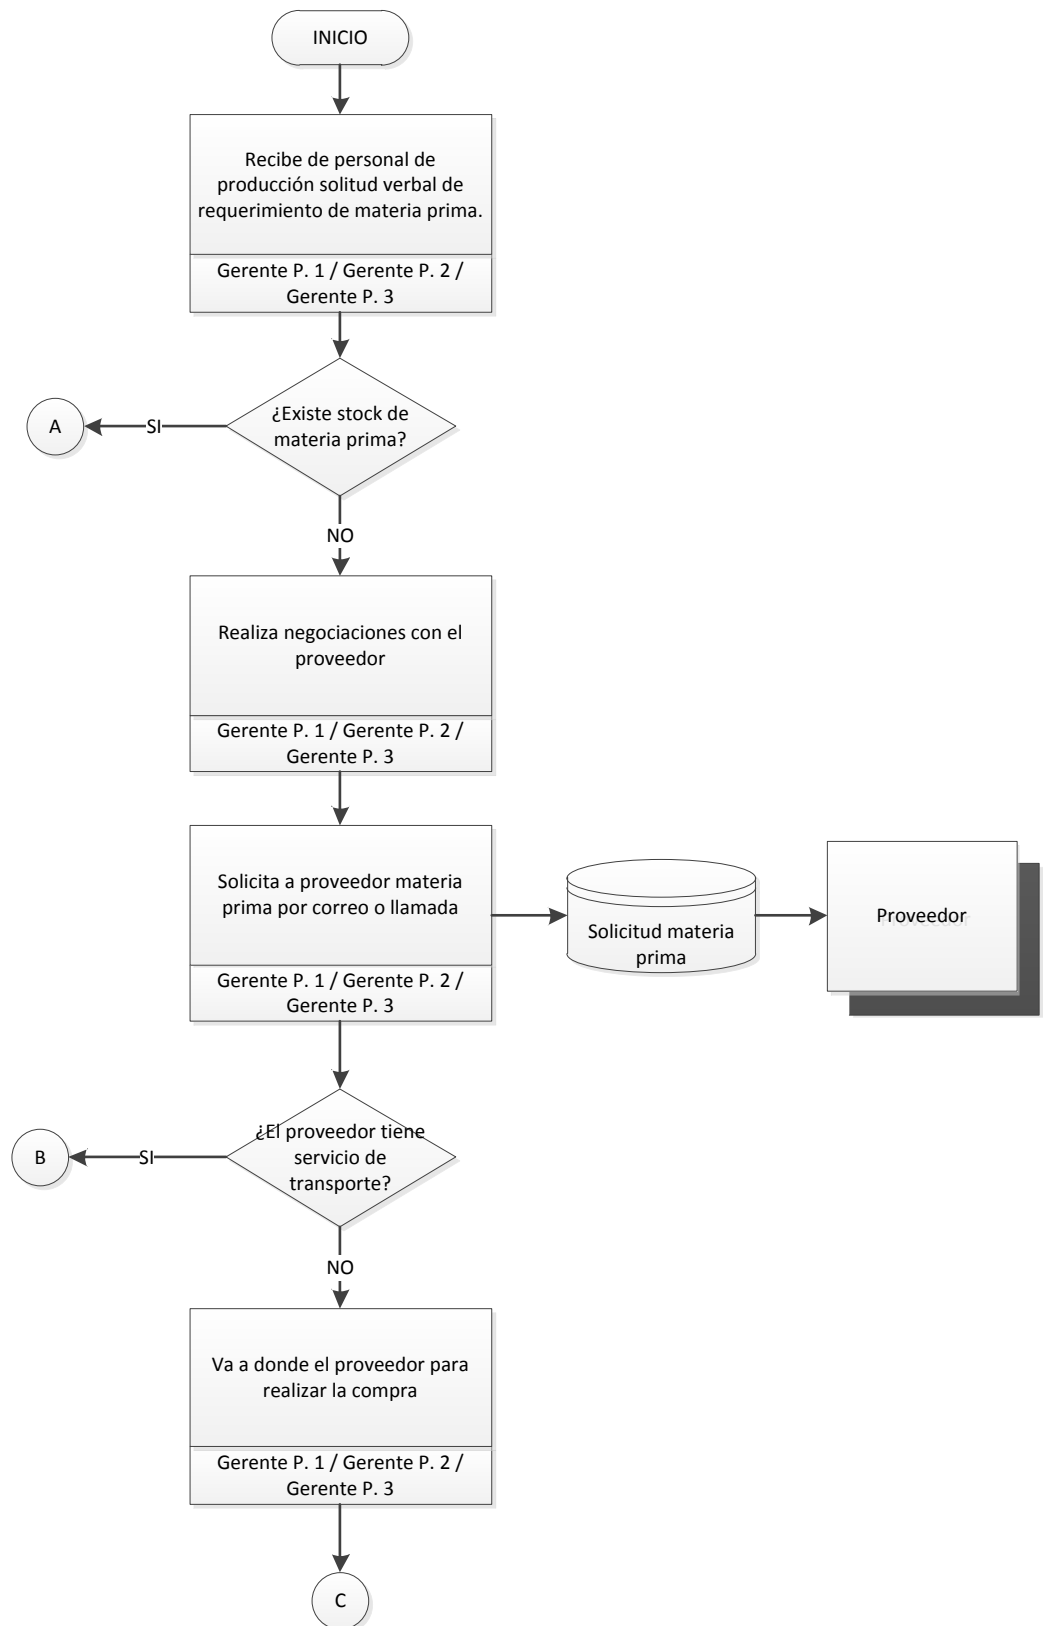 INICIO
Recibe de personal de
producción solitud verbal de
requerimiento de materia prima.
Gerente P. 1 / Gerente P. 2 /
Gerente P. 3
¿Existe stock de
materia prima?
SI
A
NO
Realiza negociaciones con el
proveedor
Gerente P. 1 / Gerente P. 2 /
Gerente P. 3
Solicita a proveedor materia
prima por correo o llamada
Gerente P. 1 / Gerente P. 2 /
Gerente P. 3
Solicitud materia
prima
Proveedor
¿El proveedor tiene
servicio de
transporte?
SI
B
NO
Va a donde el proveedor para
realizar la compra
Gerente P. 1 / Gerente P. 2 /
Gerente P. 3
C